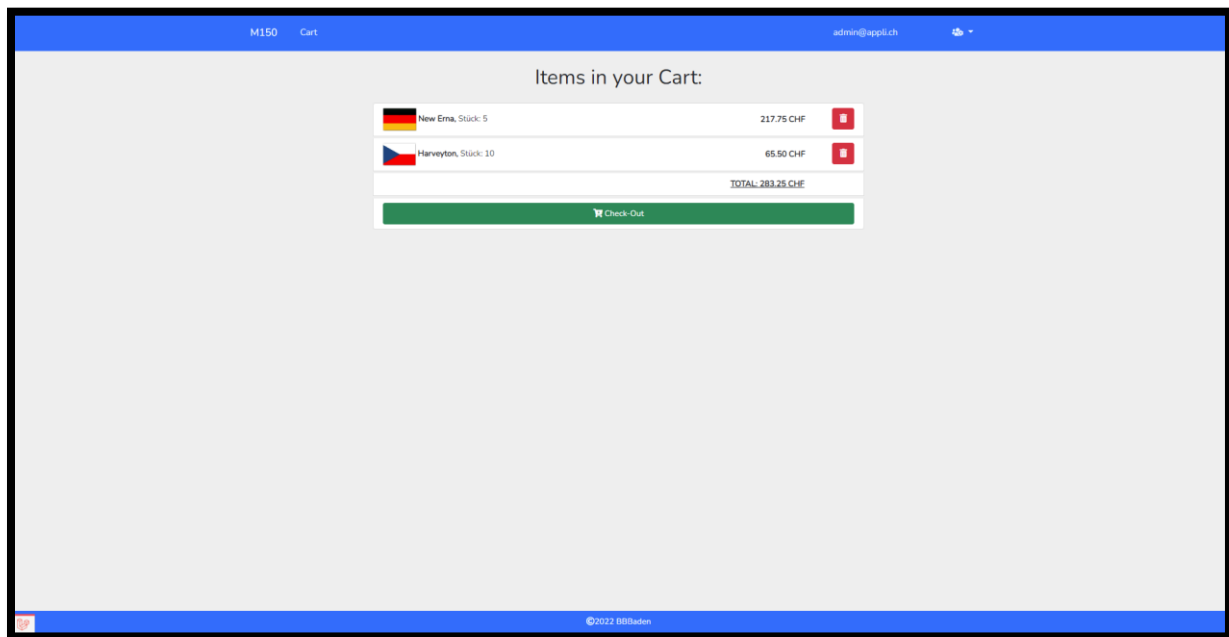 M150 Cart admin@appli.ch
Items in your Cart:
New Erna, Stück: 5 217.75 CHF
Harveyton, Stück: 10 65.50 CHF
TOTAL: 283.25 CHF
Check-Out
©2022 BBBaden